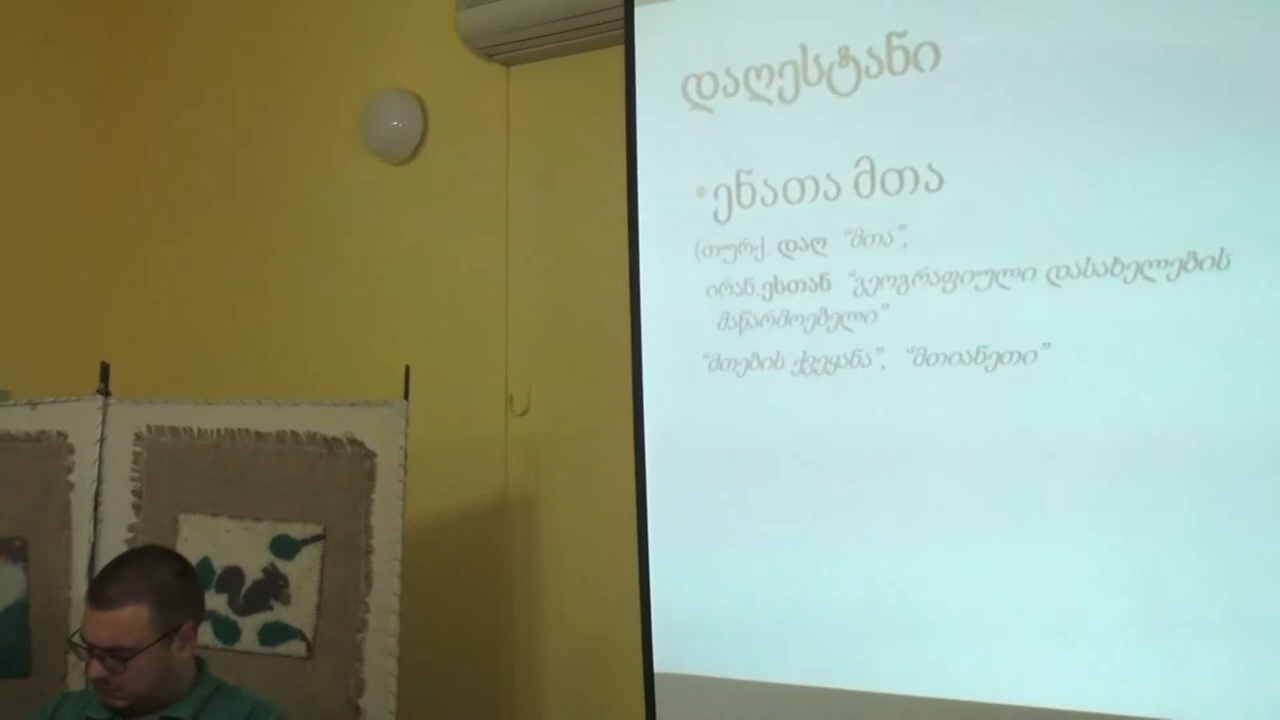 დაღესტანი
•ენათა მთა
(თურქ. დაღ “მთა”,
ირან.ესთან “გეოგრაფიული დასახელების
მაწარმოებელი”
“მთების ქვეყანა”, “მთიანეთი”